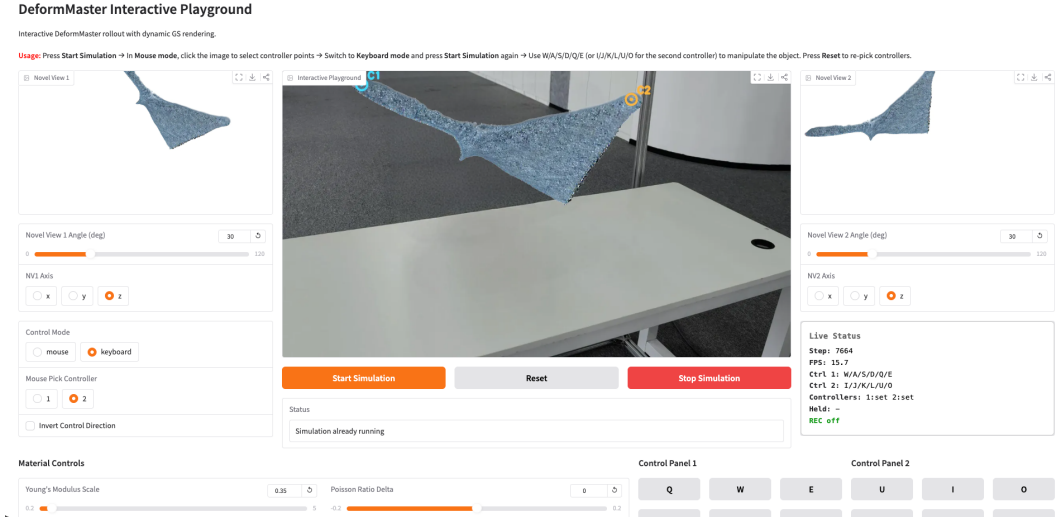 DeformMaster Interactive Playground
Interactive DeformMaster rollout with dynamic GS rendering.
Usage: Press Start Simulation → In Mouse mode, click the image to select controller points → Switch to Keyboard mode and press Start Simulation again → Use W/A/S/D/Q/E (or I/J/K/L/U/O for the second controller) to manipulate the object. Press Reset to re-pick controllers.
Novel View 1
Interactive Playground
Novel View 2
C1
C2
Novel View 1 Angle (deg)
30
0
120
NV1 Axis
x
y
z
Novel View 2 Angle (deg)
30
0
120
NV2 Axis
x
y
z
Control Mode
mouse
keyboard
Mouse Pick Controller
1
2
Invert Control Direction
Start Simulation
Reset
Stop Simulation
Status
Simulation already running
Live Status
Step: 7664
FPS: 15.7
Ctrl 1: W/A/S/D/Q/E
Ctrl 2: I/J/K/L/U/O
Controllers: 1:set 2:set
Held: –
REC off
Material Controls
Young's Modulus Scale
0.35
0.2
5
Poisson Ratio Delta
0
-0.2
0.2
Control Panel 1
Q
W
E
Control Panel 2
U
I
O